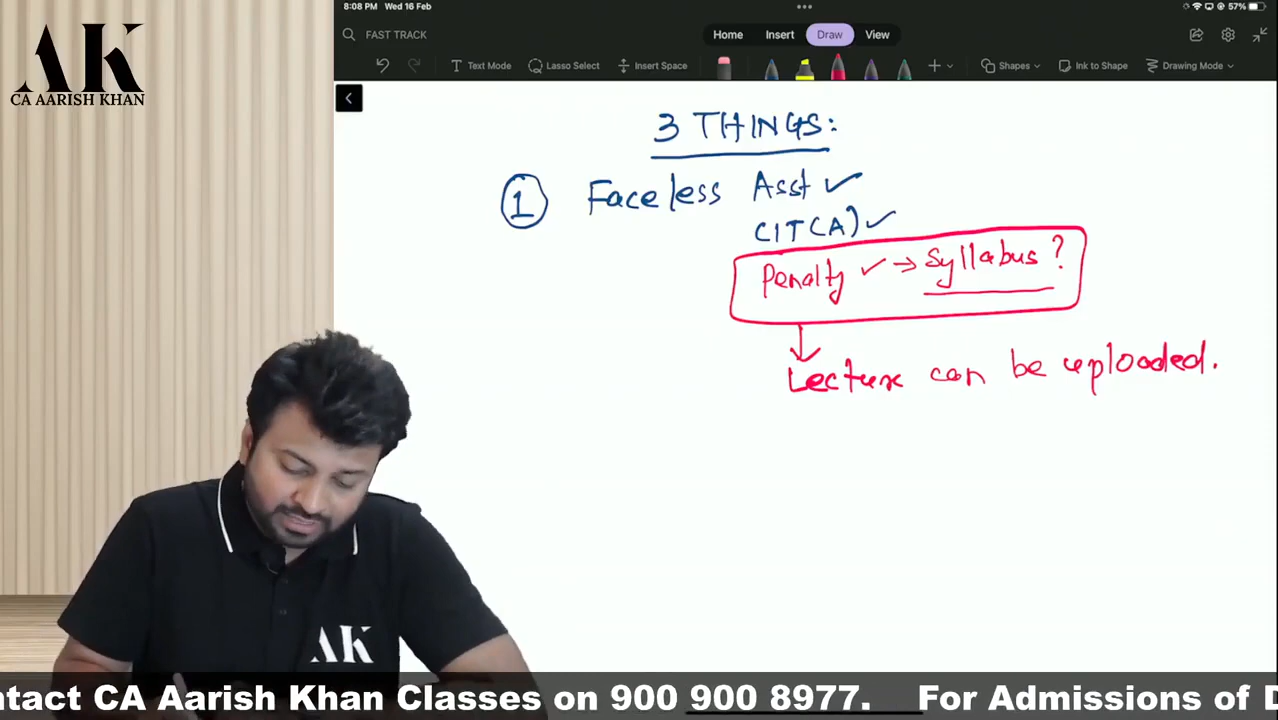 8:08 PM Wed 16 Feb
57%
AK
CA AARISH KHAN
FAST TRACK
Home Insert Draw View
Text Mode Lasso Select Insert Space Shapes Ink to Shape Drawing Mode
3 THINGS:
1 Faceless Asst ✓
CIT(A) ✓
Penalty ✓ → Syllabus?
Lecture can be uploaded.
AK
ntact CA Aarish Khan Classes on 900 900 8977. For Admissions of D